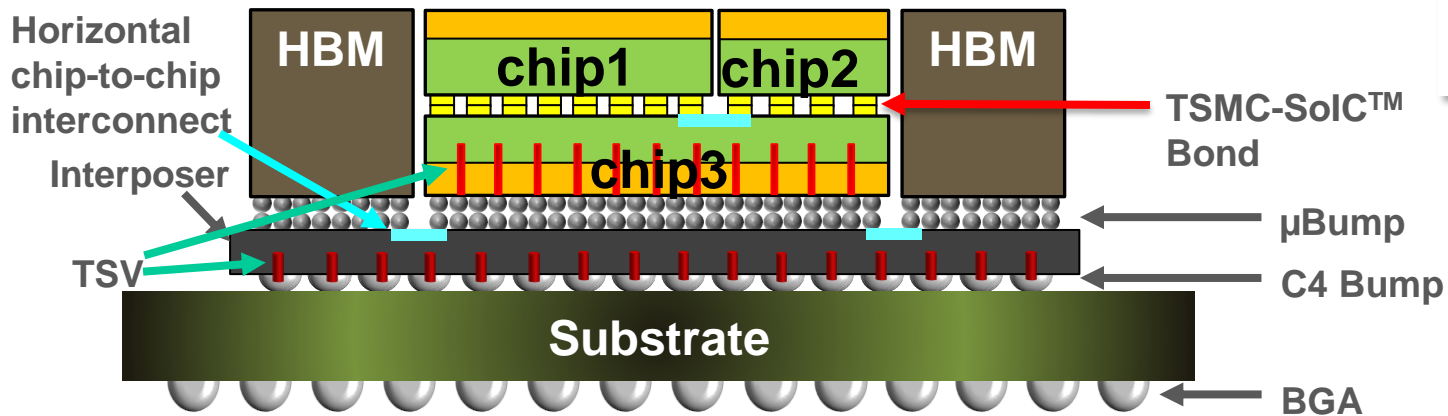 Horizontal
chip-to-chip
interconnect
Interposer
TSV
HBM
chip1
chip2
HBM
chip3
TSMC-SoIC™
Bond
µBump
C4 Bump
Substrate
BGA